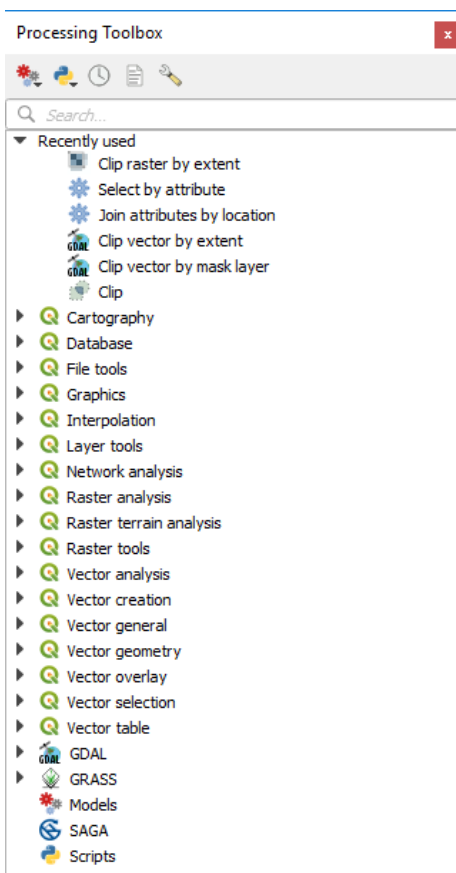 Processing Toolbox
x
Search...
Recently used
Clip raster by extent
Select by attribute
Join attributes by location
GDAL Clip vector by extent
GDAL Clip vector by mask layer
Clip
Cartography
Database
File tools
Graphics
Interpolation
Layer tools
Network analysis
Raster analysis
Raster terrain analysis
Raster tools
Vector analysis
Vector creation
Vector general
Vector geometry
Vector overlay
Vector selection
Vector table
GDAL GDAL
GRASS
Models
SAGA
Scripts